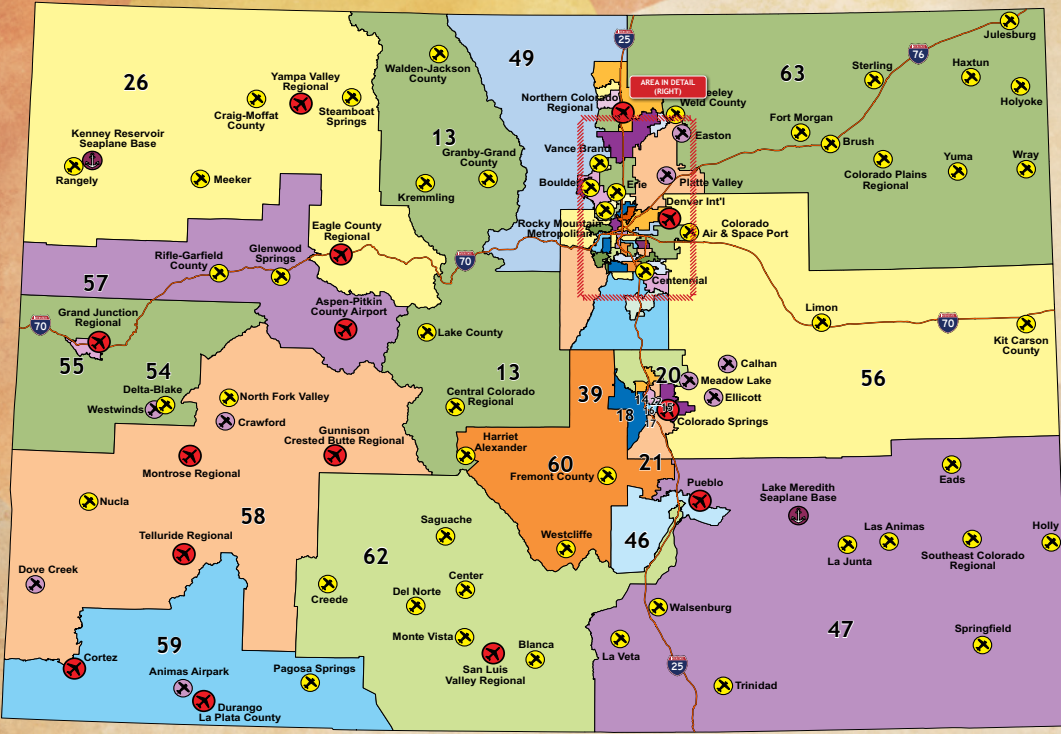 Julesburg
25
49
76
Walden-Jackson
County
63
Sterling
Haxtun
26
Yampa Valley
Regional
AREA IN DETAIL
(RIGHT)
Holyoke
Northern Colorado
Regional
Weld County
Craig-Moffat
County
Steamboat
Springs
Fort Morgan
Kenney Reservoir
Seaplane Base
13
Easton
Brush
Granby-Grand
County
Vance Brand
Colorado Plains
Regional
Yuma
Wray
Rangely
Meeker
Kremmling
Boulder
Erie
Platte Valley
Denver Int'l
Eagle County
Regional
Rocky Mountain
Metropolitan
Colorado
Air & Space Port
Rifle-Garfield
County
Glenwood
Springs
70
57
Centennial
Aspen-Pitkin
County Airport
Limon
Grand Junction
Regional
70
70
Lake County
Kit Carson
County
55
54
13
Calhan
20
56
Delta-Blake
Westwinds
39
Meadow Lake
Central Colorado
Regional
North Fork Valley
Ellicott
14
22
16
15
17
18
Crawford
Colorado Springs
Gunnison
Crested Butte Regional
Harriet
Alexander
Montrose Regional
60
21
Fremont County
Eads
Pueblo
Lake Meredith
Seaplane Base
Nucla
58
Saguache
Las Animas
Holly
Telluride Regional
Westcliffe
46
62
La Junta
Southeast Colorado
Regional
Dove Creek
Center
Creede
Del Norte
Walsenburg
59
Monte Vista
Blanca
47
Springfield
La Veta
Cortez
Animas Airpark
Pagosa Springs
San Luis
Valley Regional
25
Trinidad
Durango
La Plata County